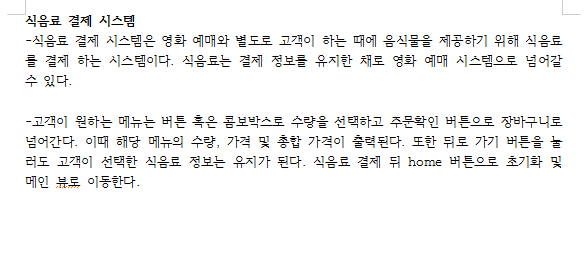 식음료 결제 시스템
-식음료 결제 시스템은 영화 예매와 별도로 고객이 하는 때에 음식물을 제공하기 위해 식음료
를 결제 하는 시스템이다. 식음료는 결제 정보를 유지한 채로 영화 예매 시스템으로 넘어갈
수 있다.
-고객이 원하는 메뉴는 버튼 혹은 콤보박스로 수량을 선택하고 주문확인 버튼으로 장바구니로
넘어간다. 이때 해당 메뉴의 수량, 가격 및 총합 가격이 출력된다. 또한 뒤로 가기 버튼을 눌
러도 고객이 선택한 식음료 정보는 유지가 된다. 식음료 결제 뒤 home 버튼으로 초기화 및
메인 뷰로 이동한다.